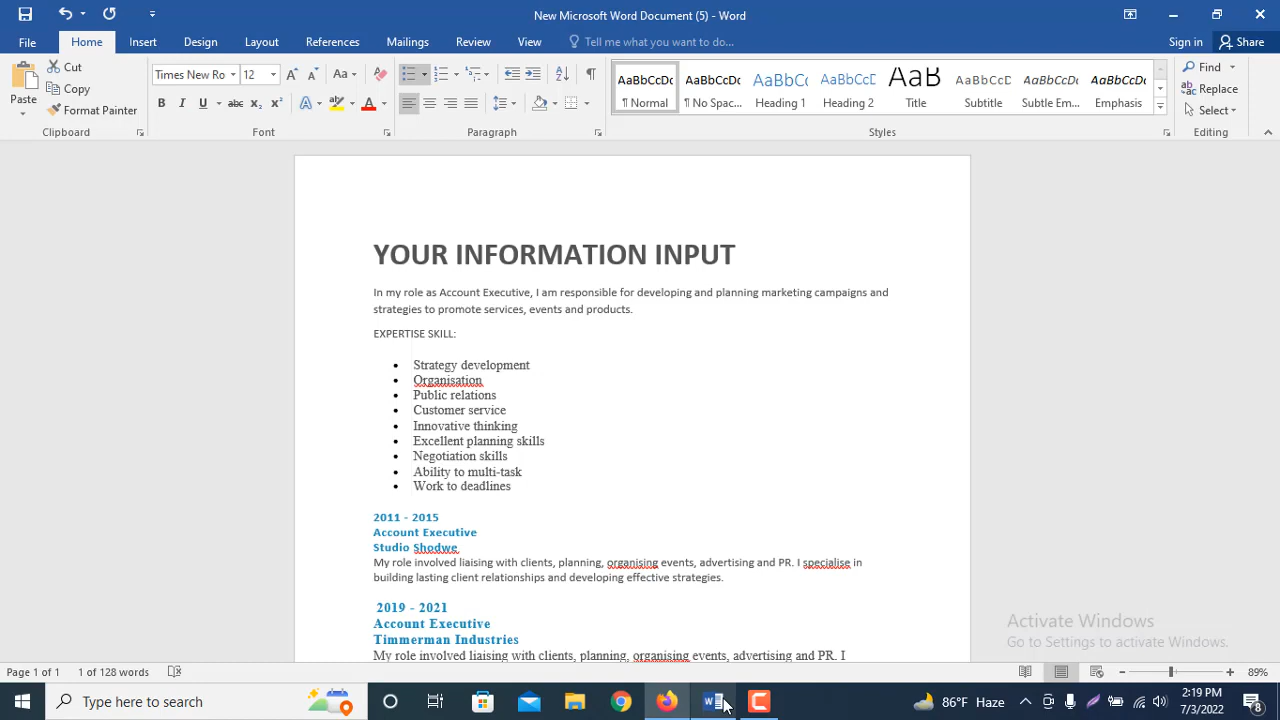 New Microsoft Word Document (5) - Word
File Home Insert Design Layout References Mailings Review View Tell me what you want to do... Sign in Share
Paste
Cut
Copy
Format Painter
Times New Ro 12 Aa
B I U abc X₂ X² A A
AaBbCcDc AaBbCcDc AaBbCc AaBbCcD AaB AaBbCcD AaBbCcDc AaBbCcDc
¶ Normal ¶ No Spac... Heading 1 Heading 2 Title Subtitle Subtle Em... Emphasis
Find
Replace
Select
Clipboard Font Paragraph Styles Editing
YOUR INFORMATION INPUT
In my role as Account Executive, I am responsible for developing and planning marketing campaigns and
strategies to promote services, events and products.
EXPERTISE SKILL:
• Strategy development
• Organisation
• Public relations
• Customer service
• Innovative thinking
• Excellent planning skills
• Negotiation skills
• Ability to multi-task
• Work to deadlines
2011 - 2015
Account Executive
Studio Shodwe
My role involved liaising with clients, planning, organising events, advertising and PR. I specialise in
building lasting client relationships and developing effective strategies.
2019 - 2021
Account Executive
Timmerman Industries
My role involved liaising with clients, planning, organising events, advertising and PR. I
Activate Windows
Go to Settings to activate Windows.
Page 1 of 1 1 of 128 words 89%
Type here to search 86°F Haze 2:19 PM
7/3/2022
8